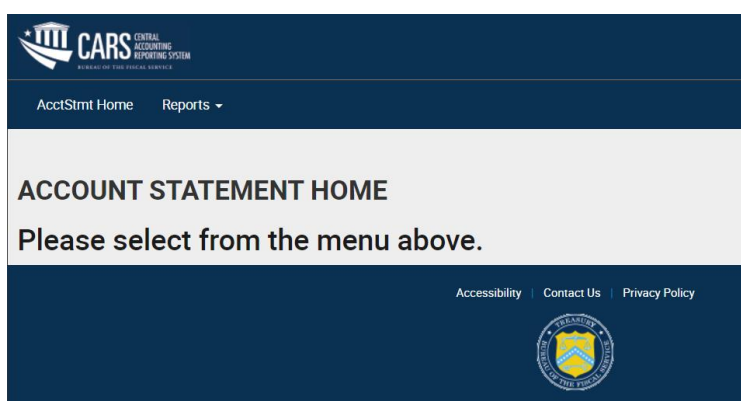 CARS CENTRAL
ACCOUNTING
REPORTING SYSTEM
BUREAU OF THE FISCAL SERVICE
AcctStmt Home Reports
ACCOUNT STATEMENT HOME
Please select from the menu above.
Accessibility | Contact Us | Privacy Policy
TREASURY
BUREAU OF THE FISCAL SERVICE